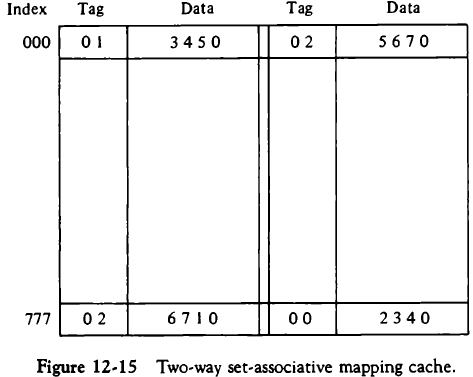 Index Tag Data Tag Data
000 01 3450 02 5670
777 02 6710 00 2340
Figure 12-15 Two-way set-associative mapping cache.